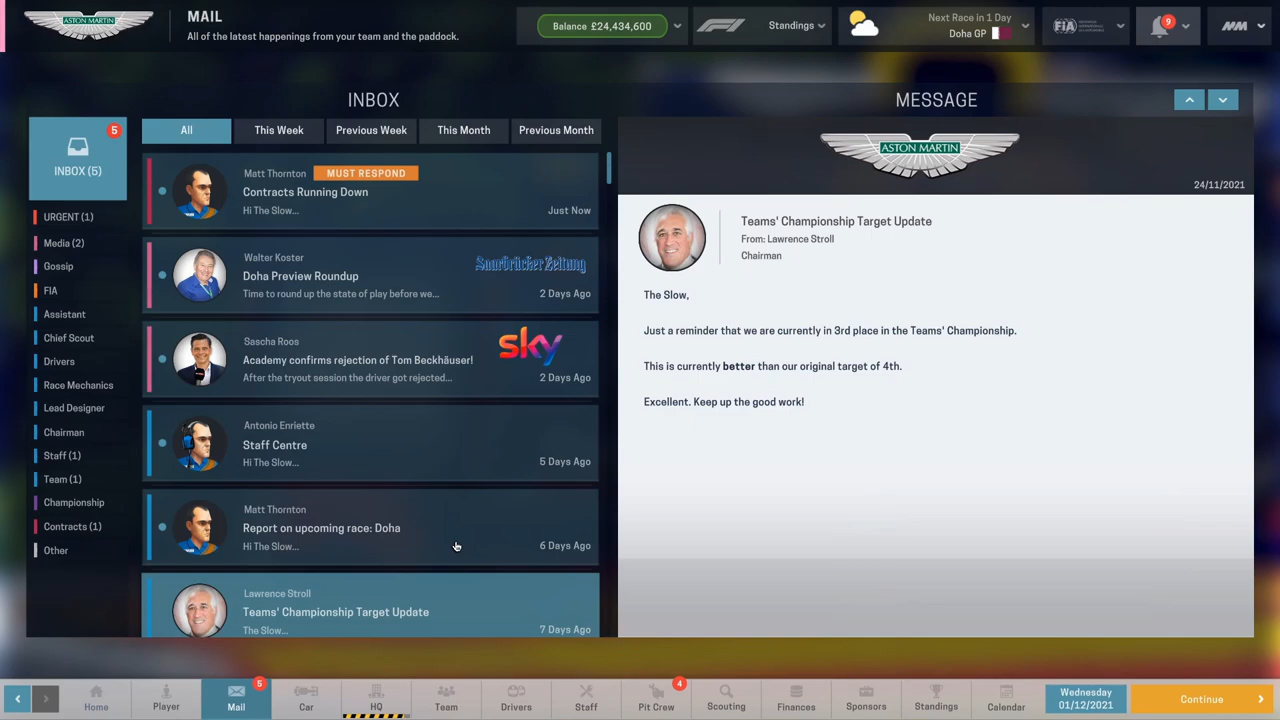 ASTON MARTIN
MAIL
All of the latest happenings from your team and the paddock.
Balance £24,434,600
Standings
Next Race in 1 Day
Doha GP
FIA
9
INBOX
MESSAGE
5
INBOX (5)
URGENT (1)
Media (2)
Gossip
FIA
Assistant
Chief Scout
Drivers
Race Mechanics
Lead Designer
Chairman
Staff (1)
Team (1)
Championship
Contracts (1)
Other
All
This Week
Previous Week
This Month
Previous Month
Matt Thornton
MUST RESPOND
Contracts Running Down
Hi The Slow...
Just Now
Walter Koster
Doha Preview Roundup
Saarbrücker Zeitung
Time to round up the state of play before we...
2 Days Ago
Sascha Roos
Academy confirms rejection of Tom Beckhäuser!
sky
After the tryout session the driver got rejected...
2 Days Ago
Antonio Enriette
Staff Centre
Hi The Slow...
5 Days Ago
Matt Thornton
Report on upcoming race: Doha
Hi The Slow...
6 Days Ago
Lawrence Stroll
Teams' Championship Target Update
The Slow...
7 Days Ago
ASTON MARTIN
24/11/2021
Teams' Championship Target Update
From: Lawrence Stroll
Chairman
The Slow,
Just a reminder that we are currently in 3rd place in the Teams' Championship.
This is currently better than our original target of 4th.
Excellent. Keep up the good work!
Home
Player
Mail
5
Car
HQ
Team
Drivers
Staff
Pit Crew
4
Scouting
Finances
Sponsors
Standings
Calendar
Wednesday
01/12/2021
Continue